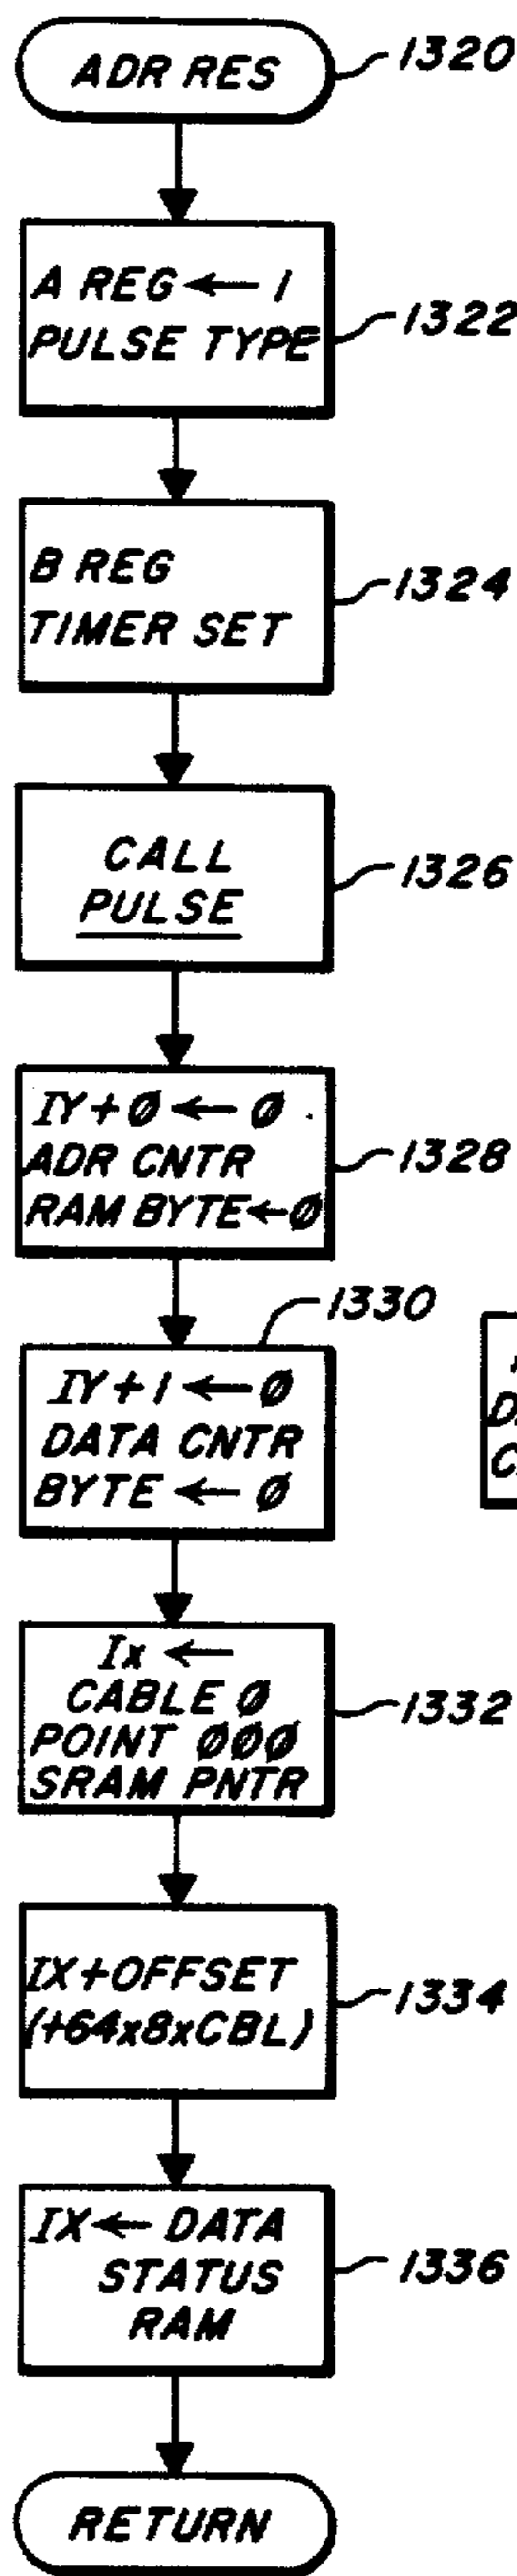 ADR RES
1320
A REG ← 1
PULSE TYPE
1322
B REG
TIMER SET
1324
CALL
PULSE
1326
IY + Ø ← Ø
ADR CNTR
RAM BYTE ← Ø
1328
1330
IY + 1 ← Ø
DATA CNTR
BYTE ← Ø
Ix ←
CABLE Ø
POINT ØØØ
SRAM PNTR
1332
IX + OFFSET
(+64x8xCBL)
1334
IX ← DATA
STATUS
RAM
1336
RETURN